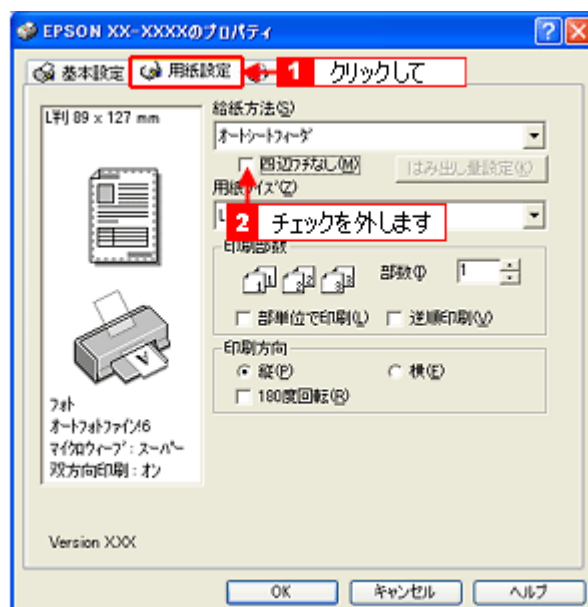 EPSON XX-XXXXのプロパティ
基本設定 用紙設定 1 クリックして
L判 89 x 127 mm
給紙方法(S)
オートシートフィーダ
四辺フチなし(M) はみ出し量設定(K)
用紙サイズ(Z)
L
2 チェックを外します
印刷部数
部数(I) 1
部単位で印刷(L) 逆順印刷(V)
印刷方向
縦(P) 横(E)
180度回転(R)
フォト
オートフォトファイン!6
マイクロウィーブ：スーパー
双方向印刷：オン
Version XXX
OK キャンセル ヘルプ